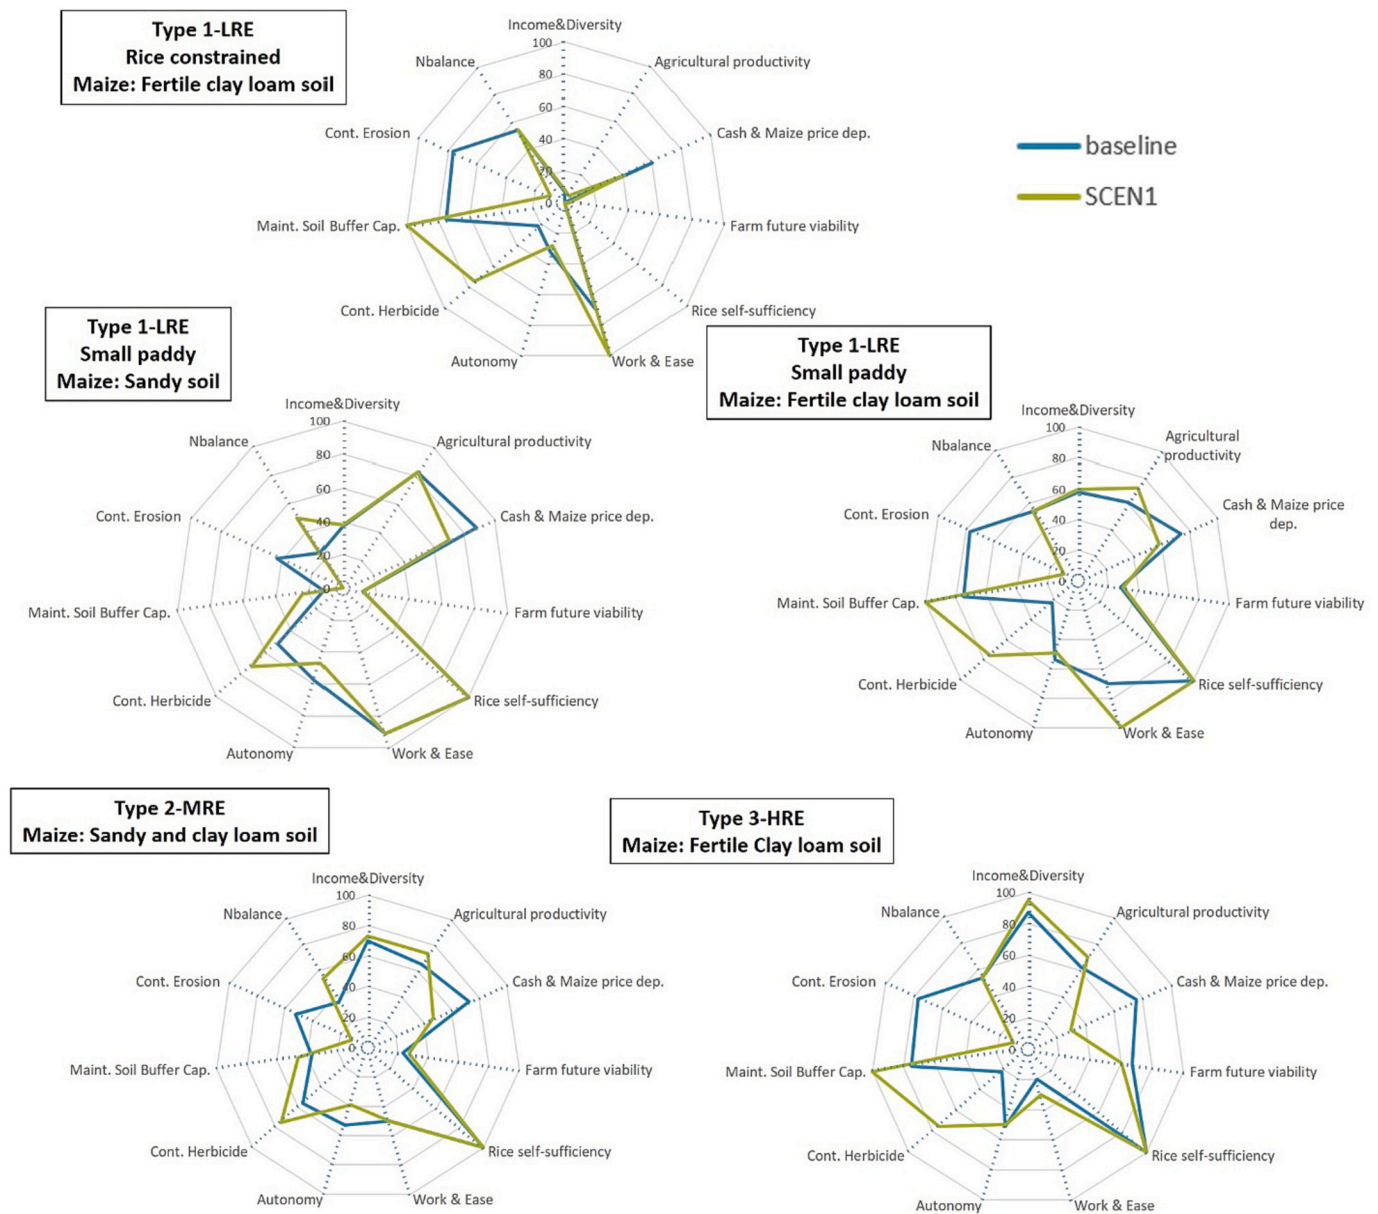 Type 1-LRE
Rice constrained
Maize: Fertile clay loam soil
Income&Diversity
100
80
60
40
20
0
Nbalance
Agricultural productivity
Cont. Erosion
Cash & Maize price dep.
Maint. Soil Buffer Cap.
Farm future viability
Cont. Herbicide
Rice self-sufficiency
Autonomy
Work & Ease
baseline
SCEN1
Type 1-LRE
Small paddy
Maize: Sandy soil
Income&Diversity
100
80
60
40
20
0
Nbalance
Agricultural productivity
Cont. Erosion
Cash & Maize price dep.
Maint. Soil Buffer Cap.
Farm future viability
Cont. Herbicide
Rice self-sufficiency
Autonomy
Work & Ease
Type 1-LRE
Small paddy
Maize: Fertile clay loam soil
Income&Diversity
100
80
60
40
20
0
Nbalance
Agricultural
productivity
Cont. Erosion
Cash & Maize price
dep.
Maint. Soil Buffer Cap.
Farm future viability
Cont. Herbicide
Rice self-sufficiency
Autonomy
Work & Ease
Type 2-MRE
Maize: Sandy and clay loam soil
Income&Diversity
100
80
60
40
20
0
Nbalance
Agricultural productivity
Cont. Erosion
Cash & Maize price dep.
Maint. Soil Buffer Cap.
Farm future viability
Cont. Herbicide
Rice self-sufficiency
Autonomy
Work & Ease
Type 3-HRE
Maize: Fertile Clay loam soil
Income&Diversity
100
80
60
40
20
0
Nbalance
Agricultural productivity
Cont. Erosion
Cash & Maize price dep.
Maint. Soil Buffer Cap.
Farm future viability
Cont. Herbicide
Rice self-sufficiency
Autonomy
Work & Ease